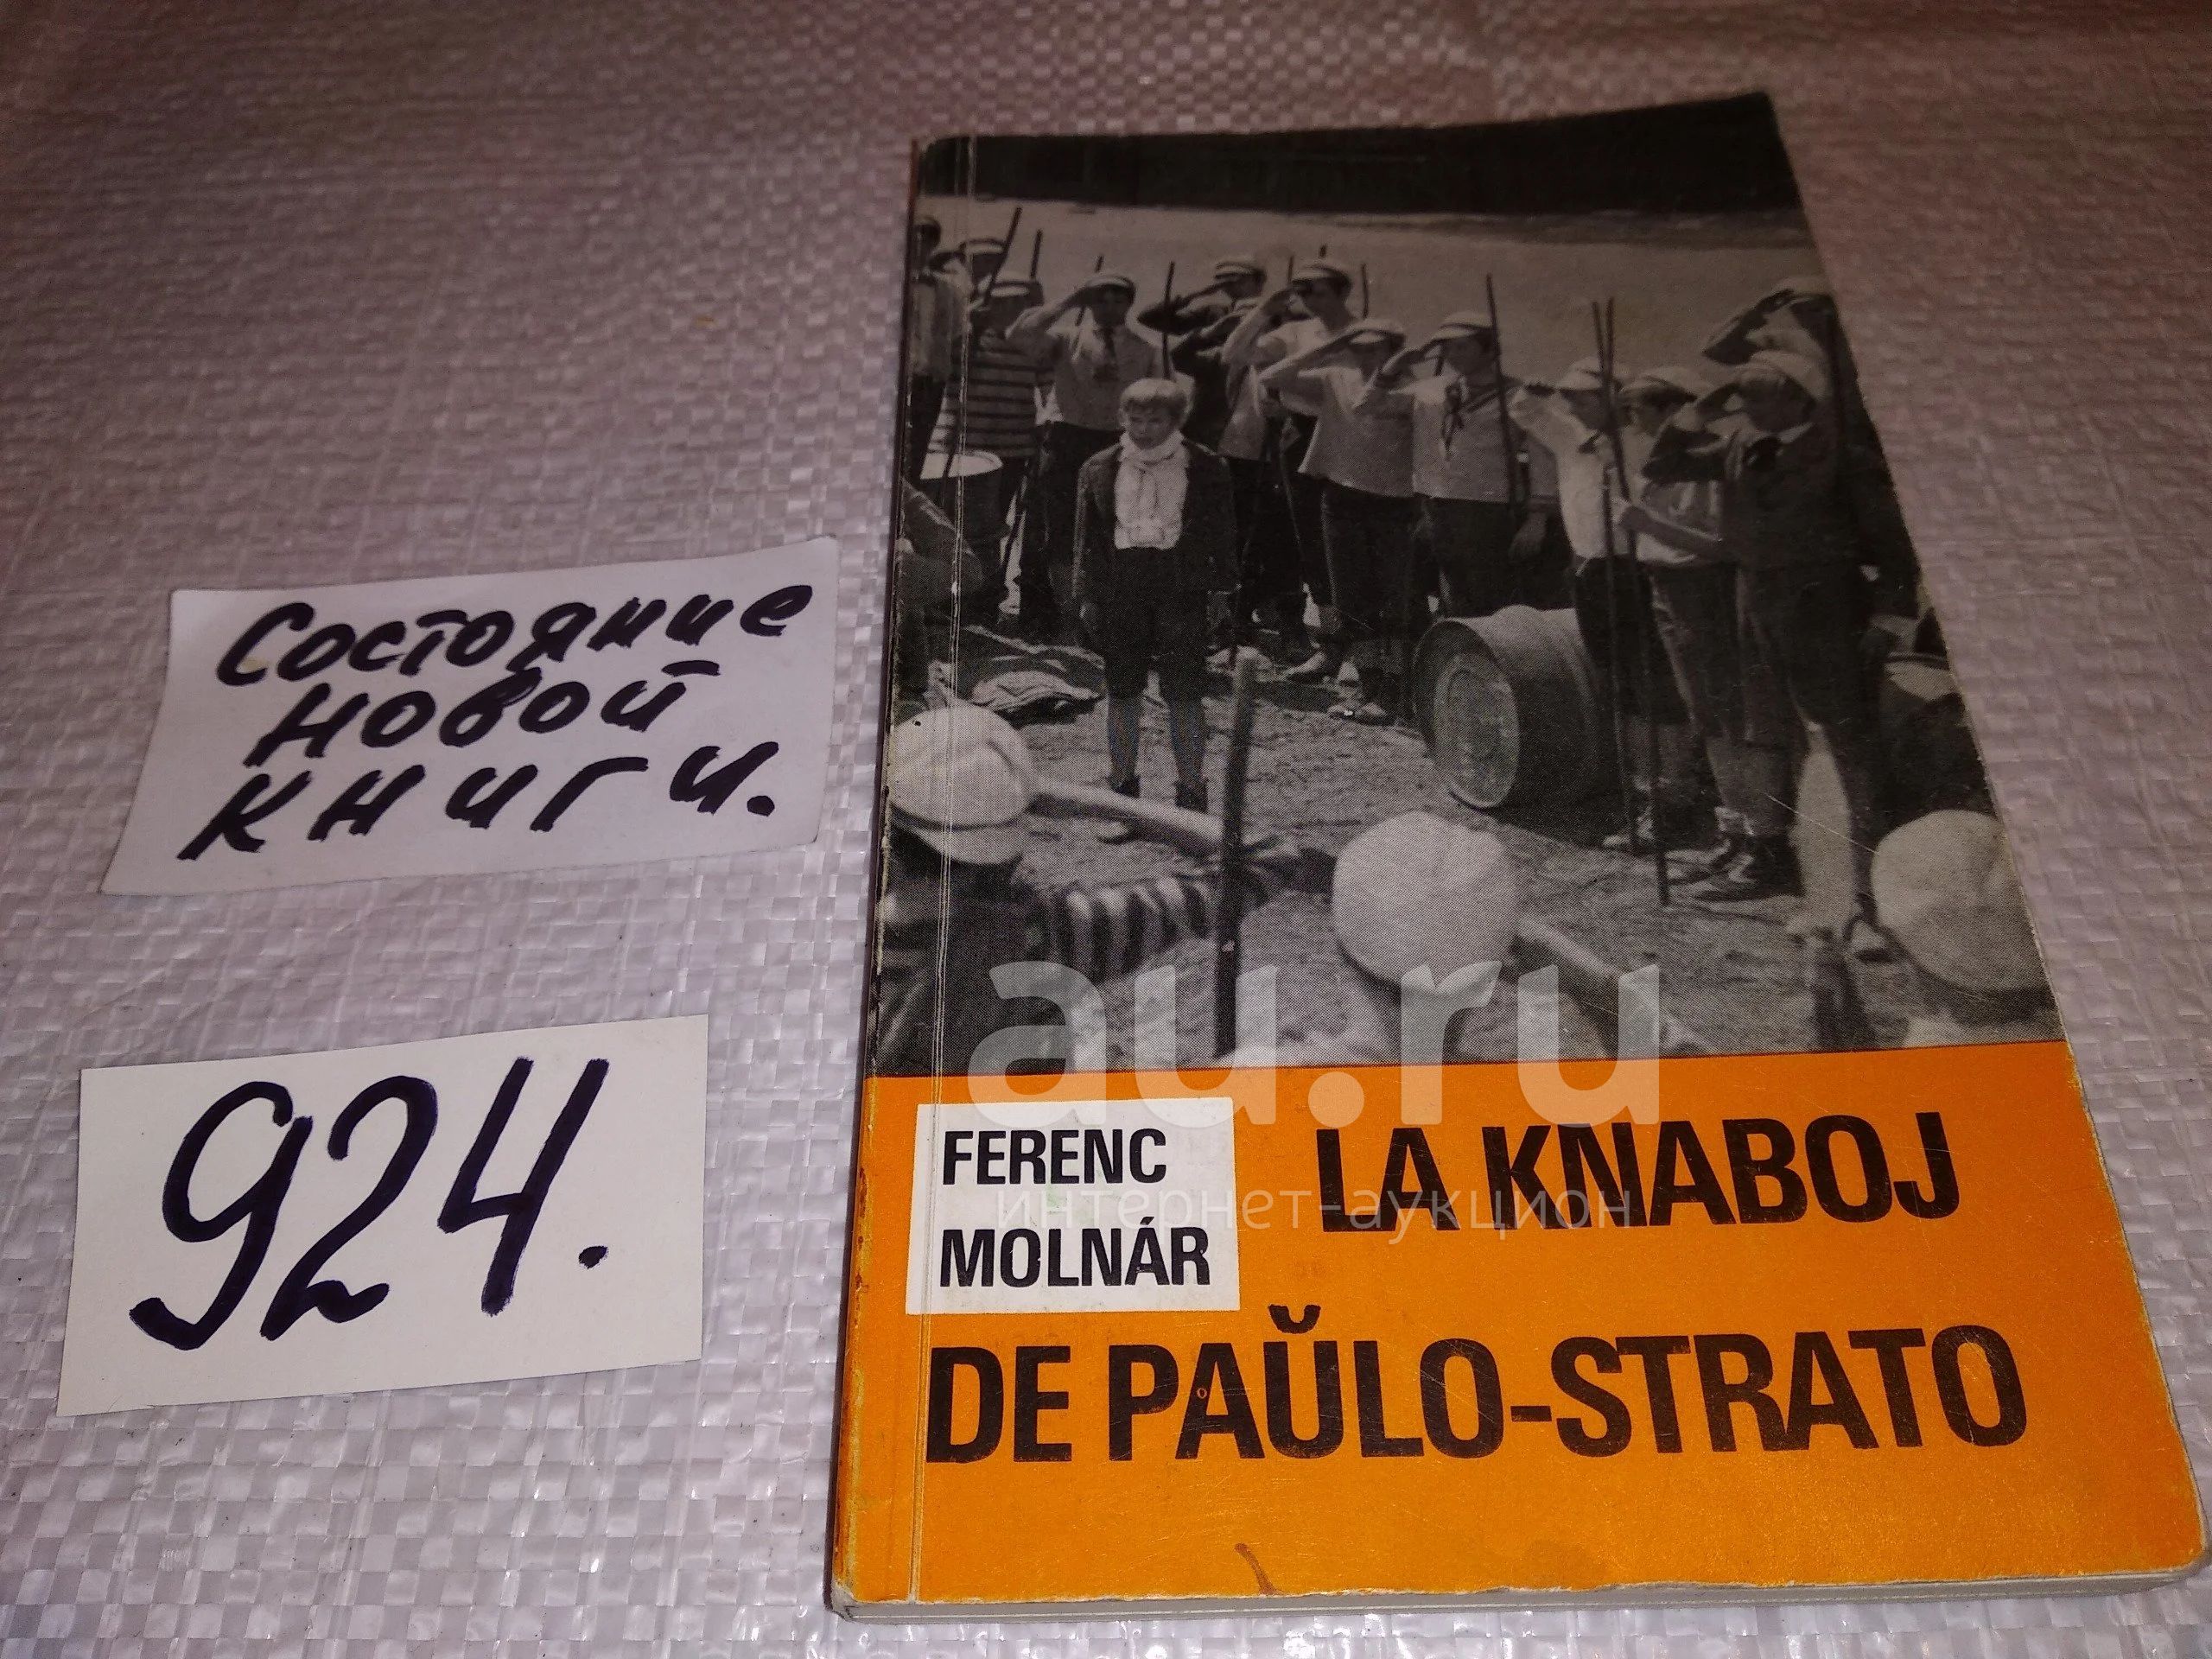 Состояние
новой
книги.
924.
au.ru
интернет-аукцион
FERENC
MOLNÁR
LA KNABOJ
DE PAŬLO-STRATO